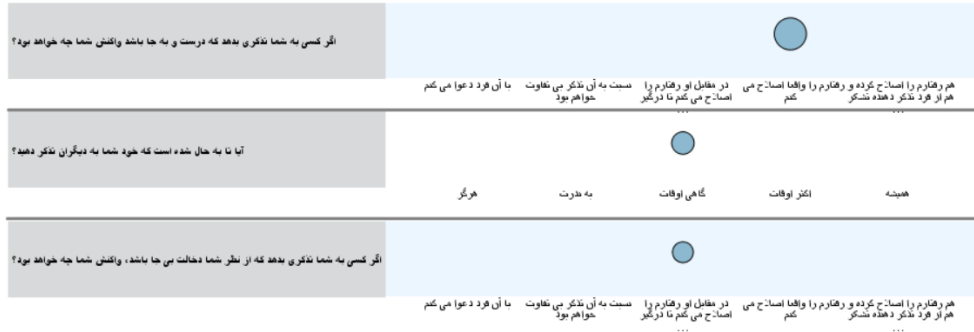 اگر کسی به شما تذکری بدهد که درست و به جا باشد واکنش شما چه خواهد بود؟
با آن فرد دعوا می کنم
نسبت به آن تذکر بی تفاوت
خواهم بود
در مقابل او رفتارم را
اصلاح می کنم تا درگیر
...
رفتارم را واقعا اصلاح می
کنم
هم رفتارم را اصلاح کرده و
هم از فرد تذکر دهنده تشکر
...
آیا تا به حال شده است که خود شما به دیگران تذکر دهید؟
هرگز
به ندرت
گاهی اوقات
اکثر اوقات
همیشه
اگر کسی به شما تذکری بدهد که از نظر شما دخالت بی جا باشد، واکنش شما چه خواهد بود؟
با آن فرد دعوا می کنم
نسبت به آن تذکر بی تفاوت
خواهم بود
در مقابل او رفتارم را
اصلاح می کنم تا درگیر
...
رفتارم را واقعا اصلاح می
کنم
هم رفتارم را اصلاح کرده و
هم از فرد تذکر دهنده تشکر
...